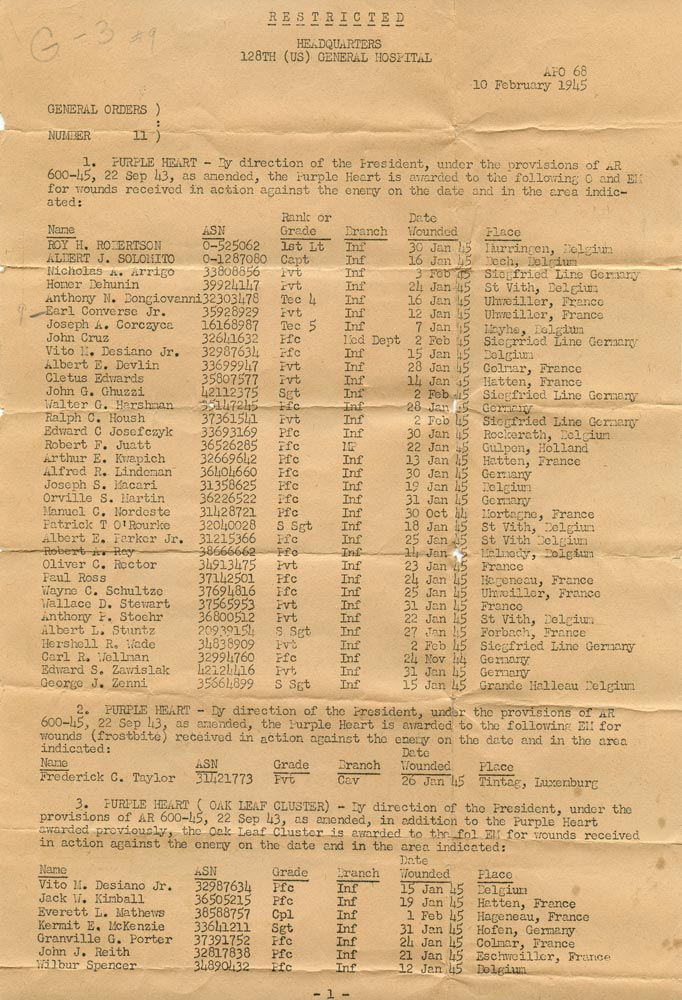 RESTRICTED
G-3 #9
HEADQUARTERS
128TH (US) GENERAL HOSPITAL
APO 68
10 February 1945
GENERAL ORDERS )
:
NUMBER 11 )
1. PURPLE HEART - By direction of the President, under the provisions of AR
600-45, 22 Sep 43, as amended, the Purple Heart is awarded to the following O and EM
for wounds received in action against the enemy on the date and in the area indic-
ated:
Rank or Date
Name ASN Grade Branch Wounded Place
ROY H. ROBERTSON O-525062 1st Lt Inf 30 Jan 45 Murringen, Belgium
ALBERT J. SOLOMITO O-1287080 Capt Inf 16 Jan 45 Bech, Belgium
Nicholas A. Arrigo 33808856 Pvt Inf 3 Feb 45 Siegfried Line Germany
Homer Dehunin 39924147 Pvt Inf 24 Jan 45 St Vith, Belgium
Anthony N. Dongiovanni 32303478 Tec 4 Inf 16 Jan 45 Uhweiller, France
Earl Converse Jr. 35928929 Pvt Inf 12 Jan 45 Uhweiller, France
Joseph A. Gorczyca 16168987 Tec 5 Inf 7 Jan 45 Mayhe, Belgium
John Cruz 32641632 Pfc Med Dept 2 Feb 45 Siegfried Line Germany
Vito M. Desiano Jr. 32987634 Pfc Inf 15 Jan 45 Belgium
Albert E. Devlin 33699947 Pvt Inf 28 Jan 45 Colmar, France
Cletus Edwards 35807577 Pvt Inf 14 Jan 45 Hatten, France
John G. Ghuzzi 42112375 Sgt Inf 2 Feb 45 Siegfried Line Germany
Walter G. Harshman 35147245 Pfc Inf 28 Jan 45 Germany
Ralph C. Housh 37361541 Pvt Inf 2 Feb 45 Siegfried Line Germany
Edward C Josefczyk 33693169 Pfc Inf 30 Jan 45 Rockerath, Belgium
Robert F. Juatt 36526285 Pfc MP 22 Jan 45 Gulpen, Holland
Arthur E. Kwapich 32669642 Pfc Inf 13 Jan 45 Hatten, France
Alfred R. Lindeman 36404660 Pfc Inf 30 Jan 45 Germany
Joseph S. Macari 31358625 Pfc Inf 19 Jan 45 Belgium
Orville S. Martin 36226522 Pfc Inf 31 Jan 45 Germany
Manuel C. Nordeste 31428721 Pfc Inf 30 Oct 44 Mortagne, France
Patrick T O'Rourke 32040028 S Sgt Inf 18 Jan 45 St Vith, Belgium
Albert E. Parker Jr. 31215366 Pfc Inf 25 Jan 45 St Vith Belgium
Robert A. Ray 38666662 Pfc Inf 14 Jan 45 Malmedy, Belgium
Oliver C. Rector 34913475 Pvt Inf 23 Jan 45 France
Paul Ross 37142501 Pfc Inf 24 Jan 45 Hageneau, France
Wayne C. Schultze 37694816 Pfc Inf 25 Jan 45 Uhweiller, France
Wallace D. Stewart 37565953 Pvt Inf 31 Jan 45 France
Anthony P. Stoehr 36800512 Pvt Inf 22 Jan 45 St Vith, Belgium
Albert L. Stuntz 20939154 S Sgt Inf 27 Jan 45 Forbach, France
Hershell R. Wade 34838909 Pvt Inf 2 Feb 45 Siegfried Line Germany
Carl R. Wellman 32994760 Pfc Inf 24 Nov 44 Germany
Edward S. Zawislak 42124416 Pvt Inf 31 Jan 45 Germany
George J. Zenni 35664899 S Sgt Inf 15 Jan 45 Grande Halleau Belgium
2. PURPLE HEART - By direction of the President, under the provisions of AR
600-45, 22 Sep 43, as amended, the Purple Heart is awarded to the following EM for
wounds (frostbite) received in action against the enemy on the date and in the area
indicated:
Date
Name ASN Grade Branch Wounded Place
Frederick C. Taylor 31421773 Pvt Cav 26 Jan 45 Tintag, Luxemburg
3. PURPLE HEART ( OAK LEAF CLUSTER) - By direction of the President, under the
provisions of AR 600-45, 22 Sep 43, as amended, in addition to the Purple Heart
awarded previously, the Oak Leaf Cluster is awarded to the fol EM for wounds received
in action against the enemy on the date and in the area indicated:
Date
Name ASN Grade Branch Wounded Place
Vito M. Desiano Jr. 32987634 Pfc Inf 15 Jan 45 Belgium
Jack W. Kimball 36505215 Pfc Inf 19 Jan 45 Hatten, France
Everett L. Mathews 38588757 Cpl Inf 1 Feb 45 Hageneau, France
Kermit E. McKenzie 33641211 Sgt Inf 31 Jan 45 Hofen, Germany
Granville G. Porter 37391752 Pfc Inf 24 Jan 45 Colmar, France
John J. Reith 32817838 Pfc Inf 21 Jan 45 Eschweiller, France
Wilbur Spencer 34890432 Pfc Inf 12 Jan 45 Belgium
- 1 -